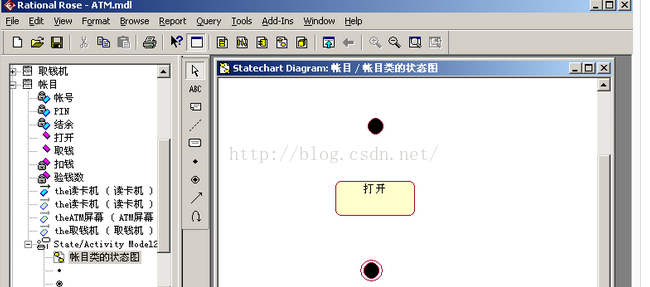 Rational Rose - ATM.mdl
File Edit View Format Browse Report Query Tools Add-Ins Window Help
取钱机
帐目
帐号
PIN
结余
打开
取钱
扣钱
验钱数
the读卡机 ( 读卡机 )
the读卡机 ( 读卡机 )
theATM屏幕 ( ATM屏幕
the取钱机 ( 取钱机 )
State/Activity Model2
帐目类的状态图
ABC
Statechart Diagram: 帐目 / 帐目类的状态图
http://blog.csdn.net/
打开